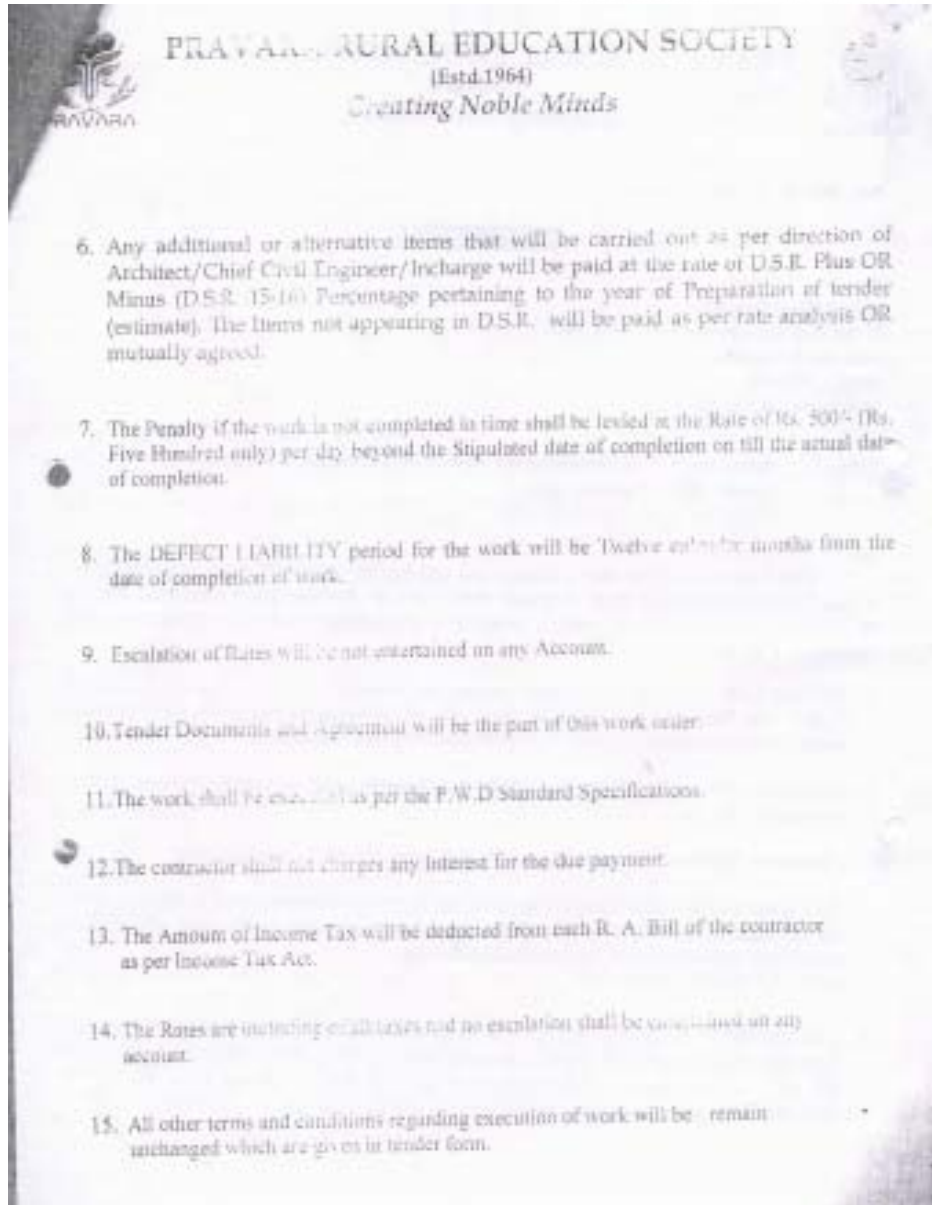 PRAVARA RURAL EDUCATION SOCIETY
(Estd.1964)
Creating Noble Minds
PRAVARA
6. Any additional or alternative items that will be carried out as per direction of
Architect/Chief Civil Engineer/Incharge will be paid at the rate of D.S.R. Plus OR
Minus (D.S.R. 15-16) Percentage pertaining to the year of Preparation of tender
(estimate). The Items not appearing in D.S.R. will be paid as per rate analysis OR
mutually agreed.
7. The Penalty if the work is not completed in time shall be levied at the Rate of Rs. 500/- (Rs.
Five Hundred only) per day beyond the Stipulated date of completion on till the actual date
of completion.
8. The DEFECT LIABILITY period for the work will be Twelve calendar months from the
date of completion of work.
9. Escalation of Rates will be not entertained on any Account.
10. Tender Documents and Agreement will be the part of this work order.
11. The work shall be executed as per the P.W.D Standard Specifications.
12. The contractor shall not charges any interest for the due payment.
13. The Amount of Income Tax will be deducted from each R. A. Bill of the contractor
as per Income Tax Act.
14. The Rates are including of all taxes and no escalation shall be entertained on any
account.
15. All other terms and conditions regarding execution of work will be remain
unchanged which are given in tender form.